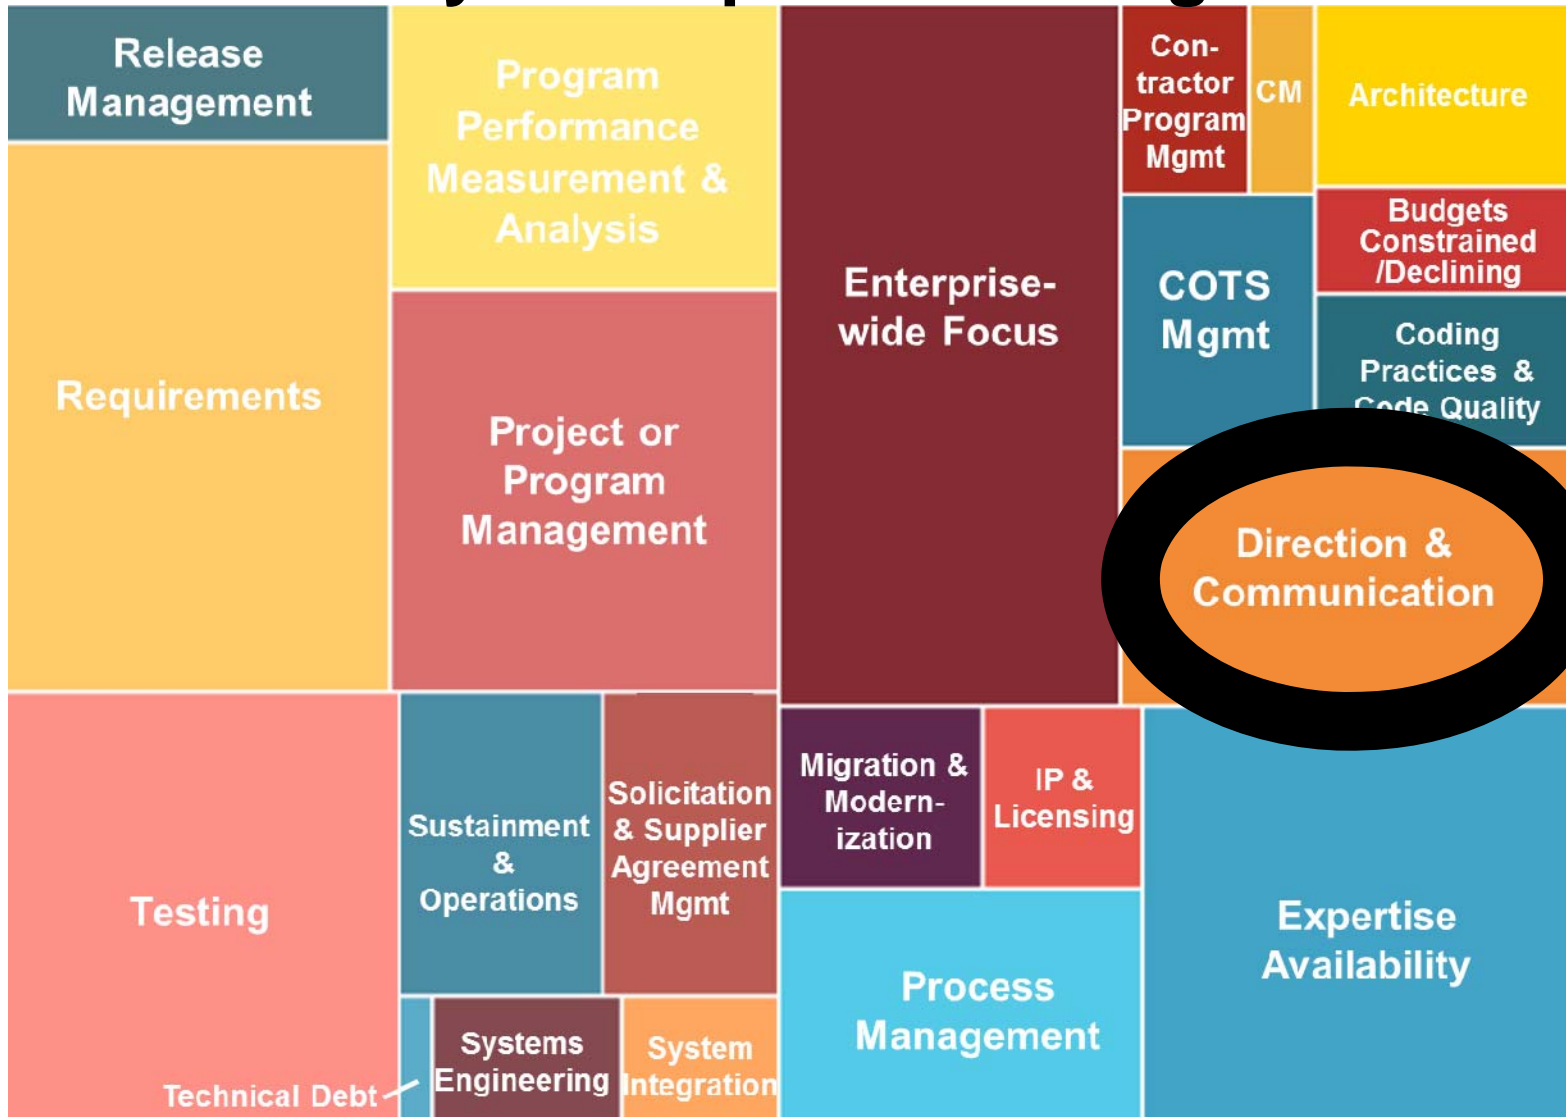 Release
Management
Program
Performance
Measurement &
Analysis
Requirements
Project or
Program
Management
Enterprise-
wide Focus
Con-
tractor
Program
Mgmt
CM
Architecture
COTS
Mgmt
Budgets
Constrained
/Declining
Coding
Practices &
Code Quality
Direction &
Communication
Testing
Sustainment
&
Operations
Solicitation
& Supplier
Agreement
Mgmt
Technical Debt
Systems
Engineering
System
Integration
Migration &
Modern-
ization
IP &
Licensing
Process
Management
Expertise
Availability